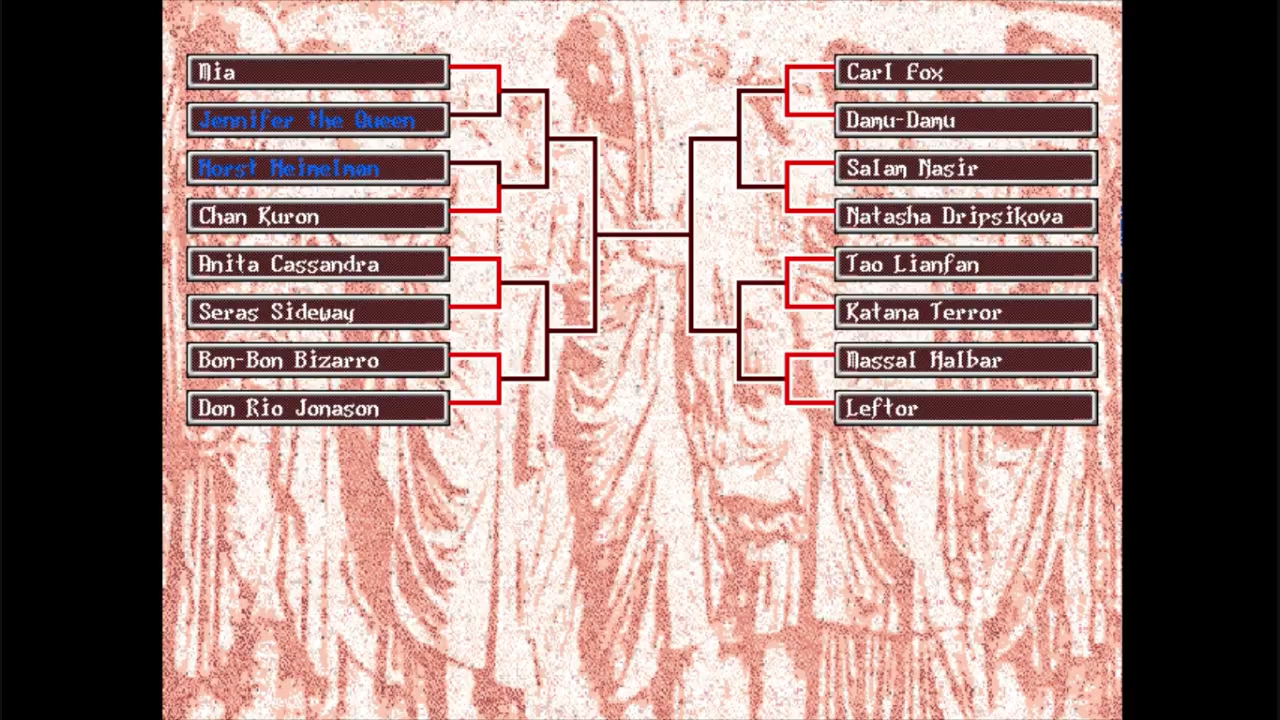 Mia
Jennifer the Queen
Horst Heimelman
Chan Kuron
Anita Cassandra
Seras Sideway
Bon-Bon Bizarro
Don Rio Jonason
Carl Fox
Damu-Damu
Salam Nasir
Natasha Dripsikova
Tao Lianfan
Katana Terror
Massal Halbar
Leftor